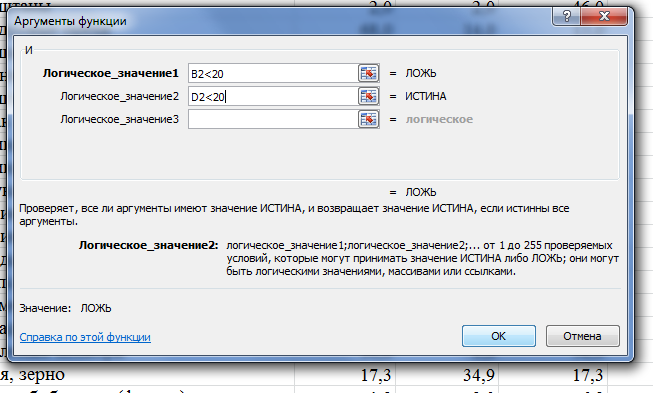 Аргументы функции
И
Логическое_значение1 B2<20 = ЛОЖЬ
Логическое_значение2 D2<20 = ИСТИНА
Логическое_значение3 = логическое
= ЛОЖЬ
Проверяет, все ли аргументы имеют значение ИСТИНА, и возвращает значение ИСТИНА, если истинны все
аргументы.
Логическое_значение2: логическое_значение1;логическое_значение2;... от 1 до 255 проверяемых
условий, которые могут принимать значение ИСТИНА либо ЛОЖЬ; они могут
быть логическими значениями, массивами или ссылками.
Значение: ЛОЖЬ
Справка по этой функции OK Отмена
я, зерно 17,3 34,9 17,3